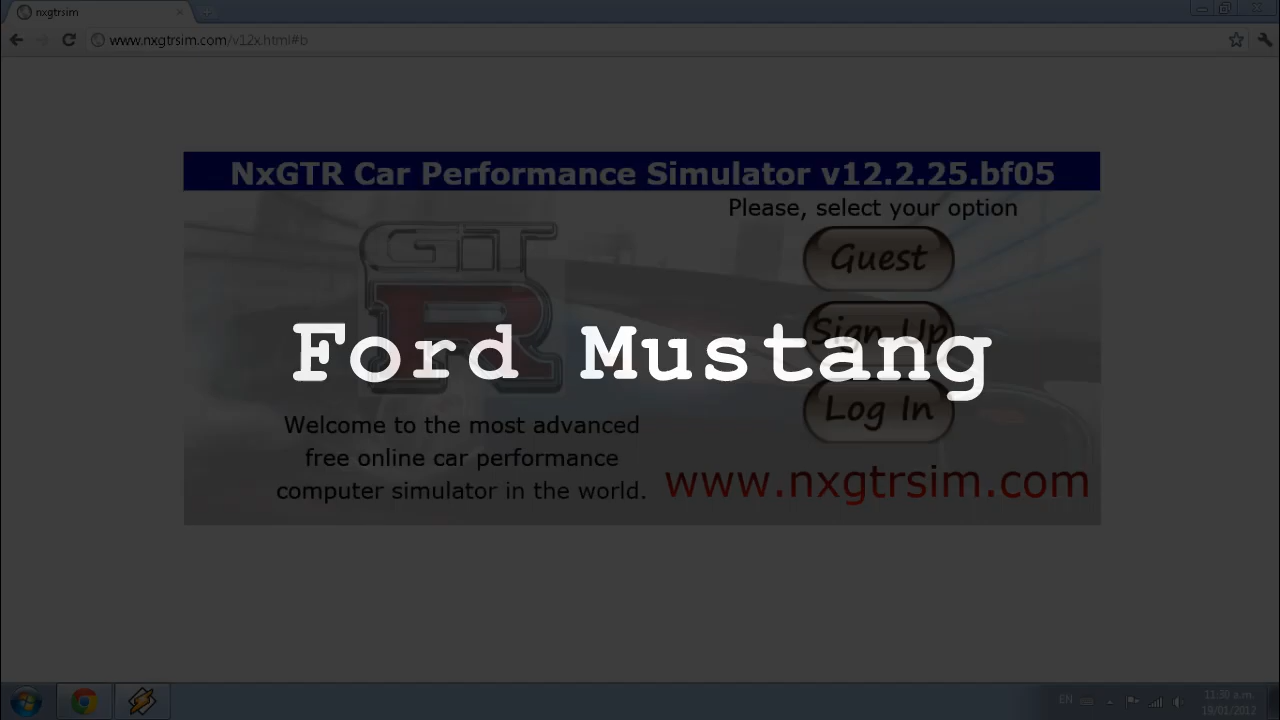 nxgtrsim
www.nxgtrsim.com/v12x.html#b
NxGTR Car Performance Simulator v12.2.25.bf05
Please, select your option
GT
R
Guest
Sign Up
Ford Mustang
Log In
Welcome to the most advanced
free online car performance
computer simulator in the world.
www.nxgtrsim.com
EN
11:30 a.m.
19/01/2012